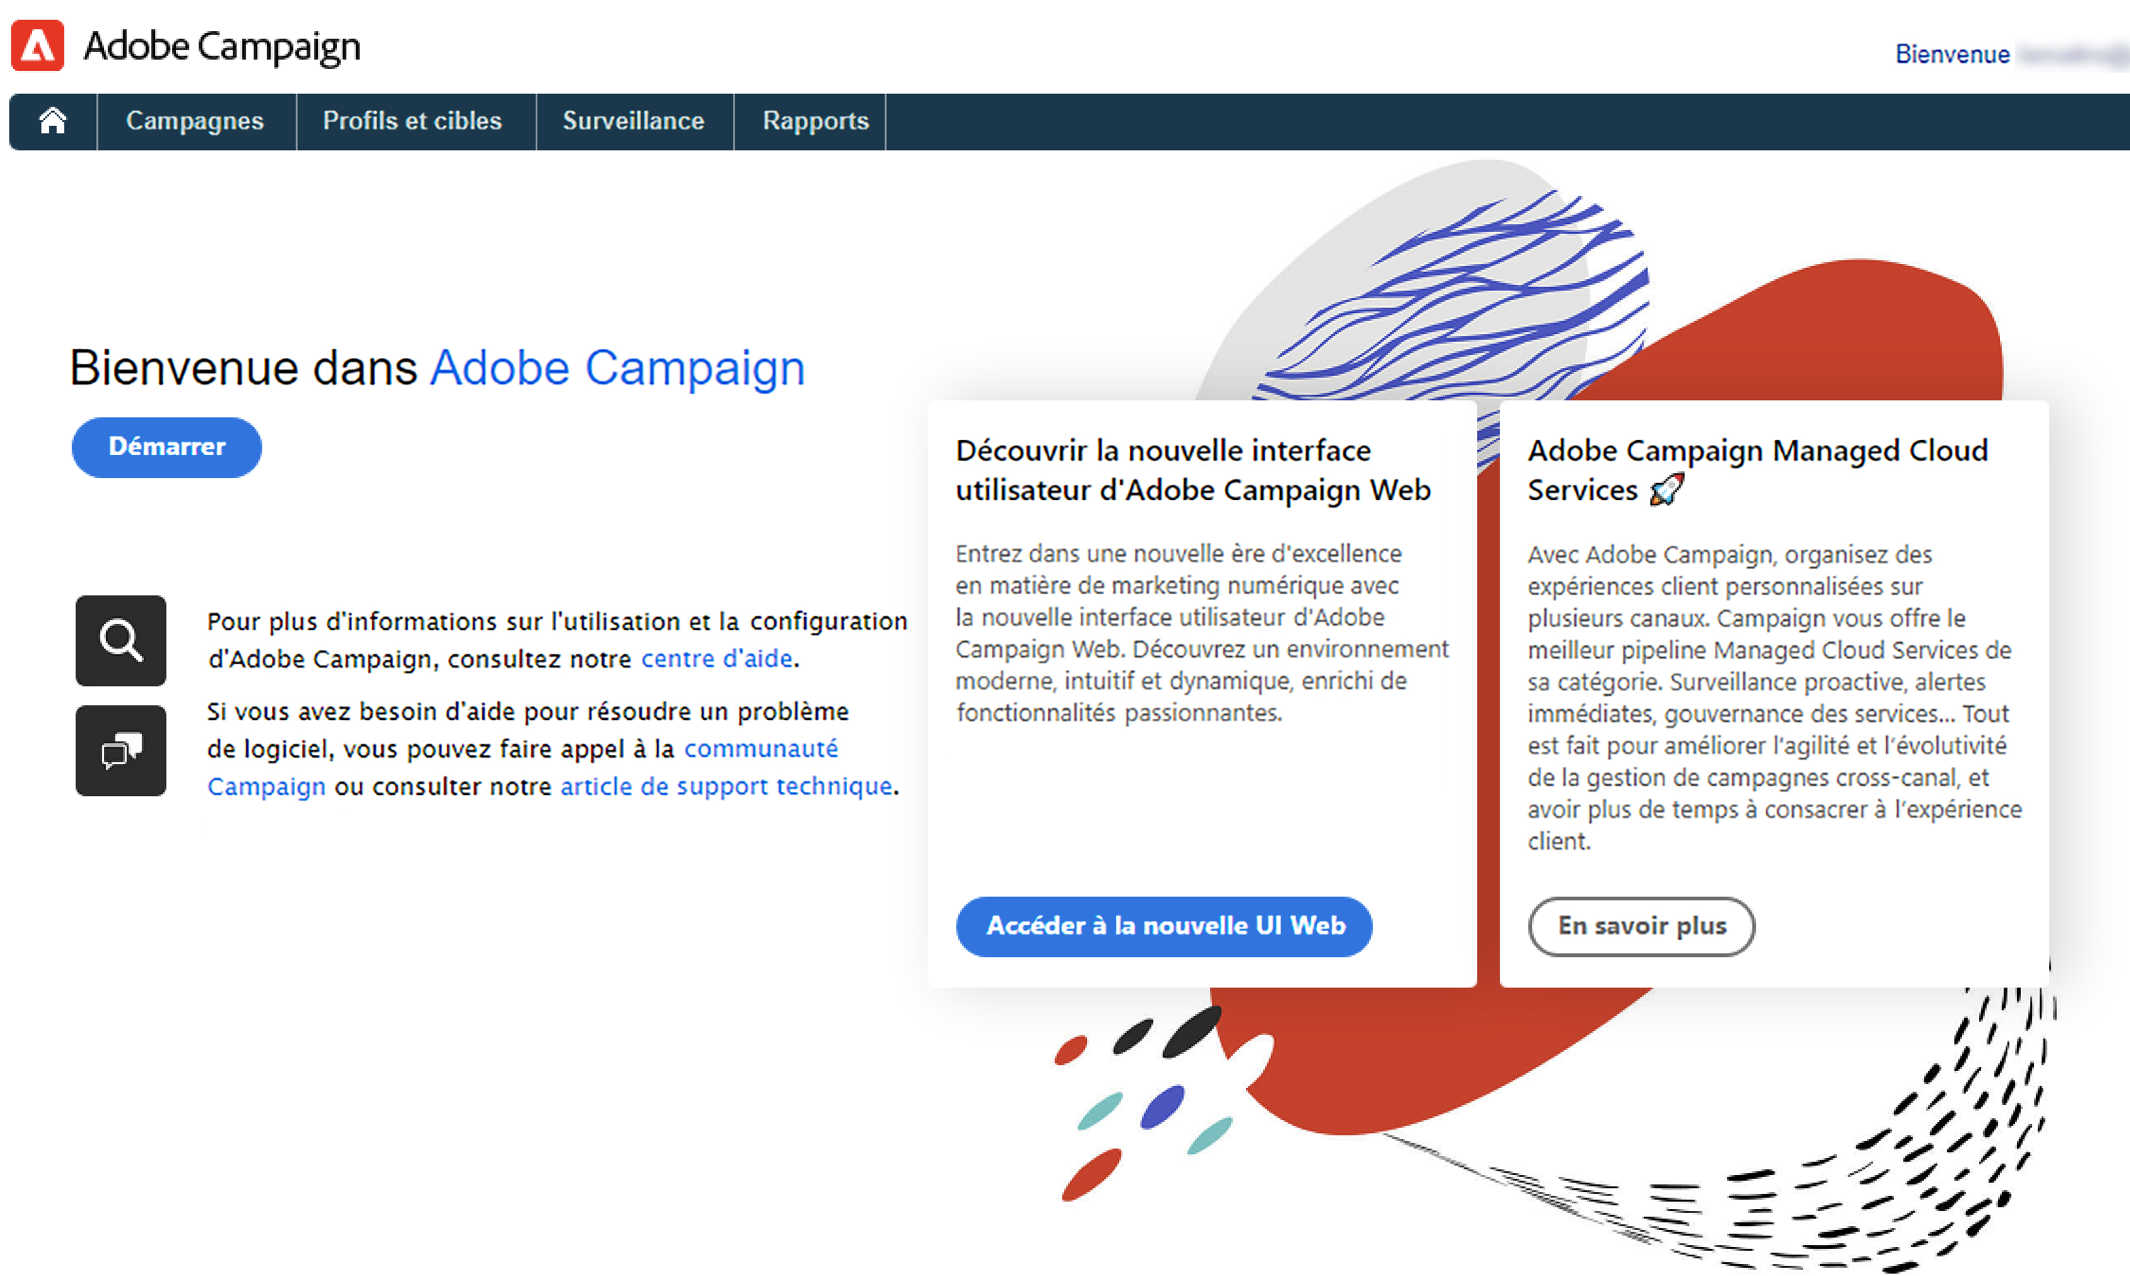 Adobe Campaign
Bienvenue
Campagnes
Profils et cibles
Surveillance
Rapports
Bienvenue dans Adobe Campaign
Démarrer
Pour plus d'informations sur l'utilisation et la configuration
d'Adobe Campaign, consultez notre centre d'aide.
Si vous avez besoin d'aide pour résoudre un problème
de logiciel, vous pouvez faire appel à la communauté
Campaign ou consulter notre article de support technique.
Découvrir la nouvelle interface
utilisateur d'Adobe Campaign Web
Entrez dans une nouvelle ère d'excellence
en matière de marketing numérique avec
la nouvelle interface utilisateur d'Adobe
Campaign Web. Découvrez un environnement
moderne, intuitif et dynamique, enrichi de
fonctionnalités passionnantes.
Accéder à la nouvelle UI Web
Adobe Campaign Managed Cloud
Services 🚀
Avec Adobe Campaign, organisez des
expériences client personnalisées sur
plusieurs canaux. Campaign vous offre le
meilleur pipeline Managed Cloud Services de
sa catégorie. Surveillance proactive, alertes
immédiates, gouvernance des services... Tout
est fait pour améliorer l'agilité et l'évolutivité
de la gestion de campagnes cross-canal, et
avoir plus de temps à consacrer à l'expérience
client.
En savoir plus